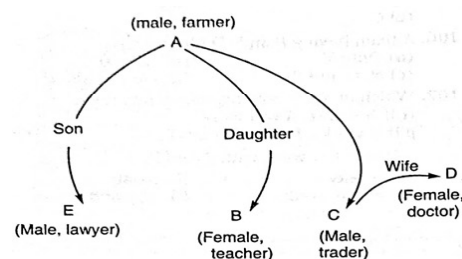 (male, farmer)
A
Son
Daughter
Wife
D
(Female,
doctor)
E
(Male, lawyer)
B
(Female,
teacher)
C
(Male,
trader)